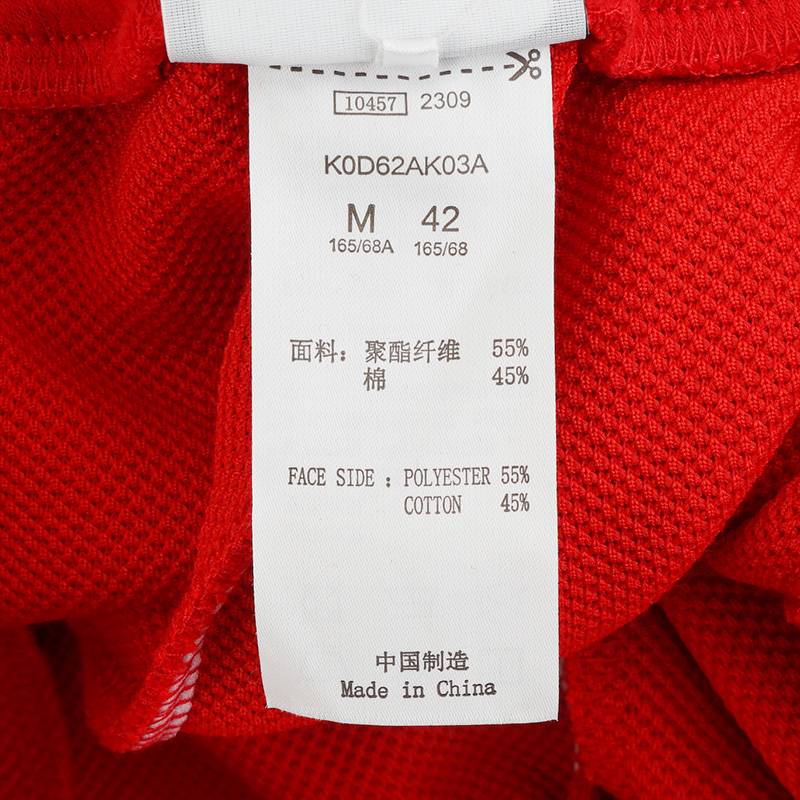 10457 2309
K0D62AK03A
M 42
165/68A 165/68
面料：聚酯纤维 55%
棉 45%
FACE SIDE : POLYESTER 55%
COTTON 45%
中国制造
Made in China